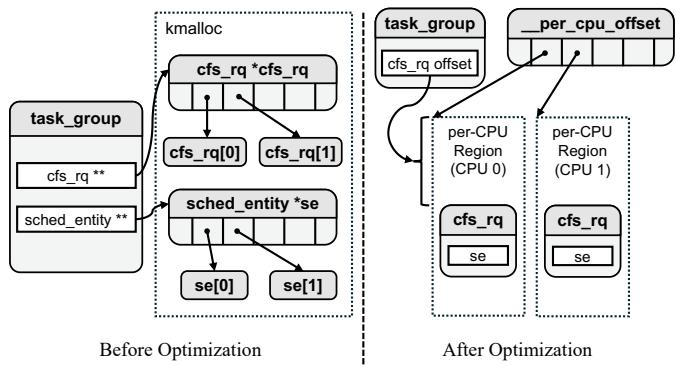 kmalloc
cfs_rq *cfs_rq
cfs_rq[0]
cfs_rq[1]
task_group
cfs_rq **
sched_entity **
sched_entity *se
se[0]
se[1]
Before Optimization
task_group
cfs_rq offset
__per_cpu_offset
per-CPU
Region
(CPU 0)
cfs_rq
se
per-CPU
Region
(CPU 1)
cfs_rq
se
After Optimization